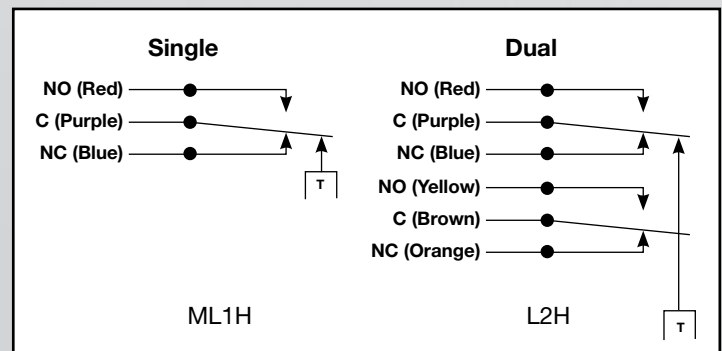 Single
NO (Red)
C (Purple)
NC (Blue)
T
ML1H
Dual
NO (Red)
C (Purple)
NC (Blue)
NO (Yellow)
C (Brown)
NC (Orange)
T
L2H